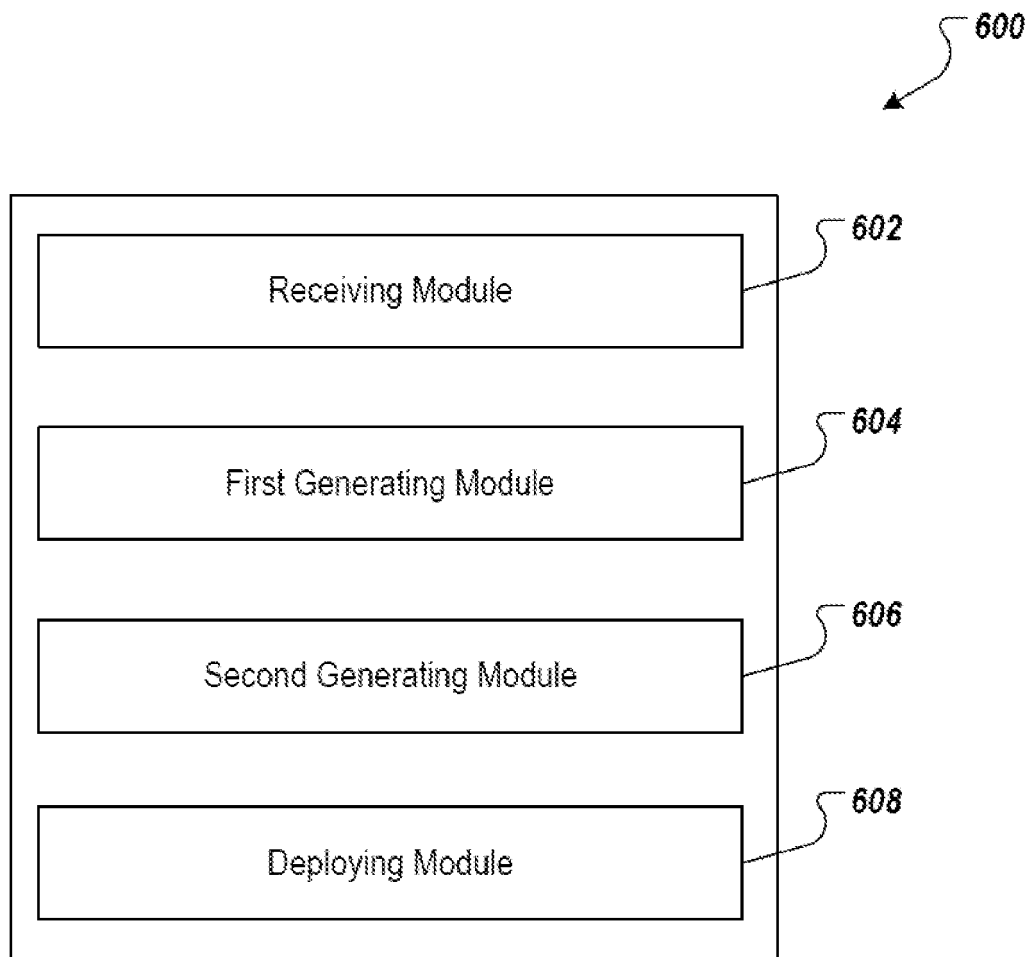 600
602
Receiving Module
604
First Generating Module
606
Second Generating Module
608
Deploying Module